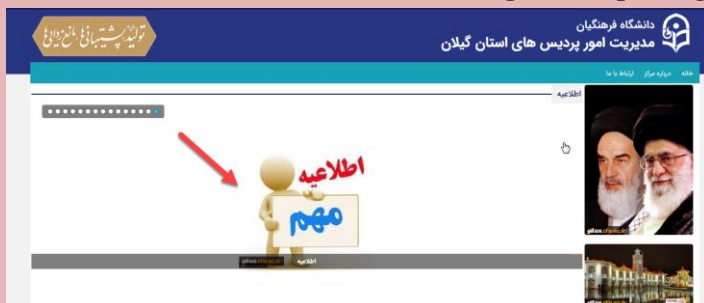 دانشگاه فرهنگیان
مدیریت امور پردیس های استان گیلان
تولید؛ پشتیبانی‌ها، مانع‌زدایی‌ها
خانه درباره مرکز ارتباط با ما
اطلاعیه
اطلاعیه
مهم
اطلاعیه